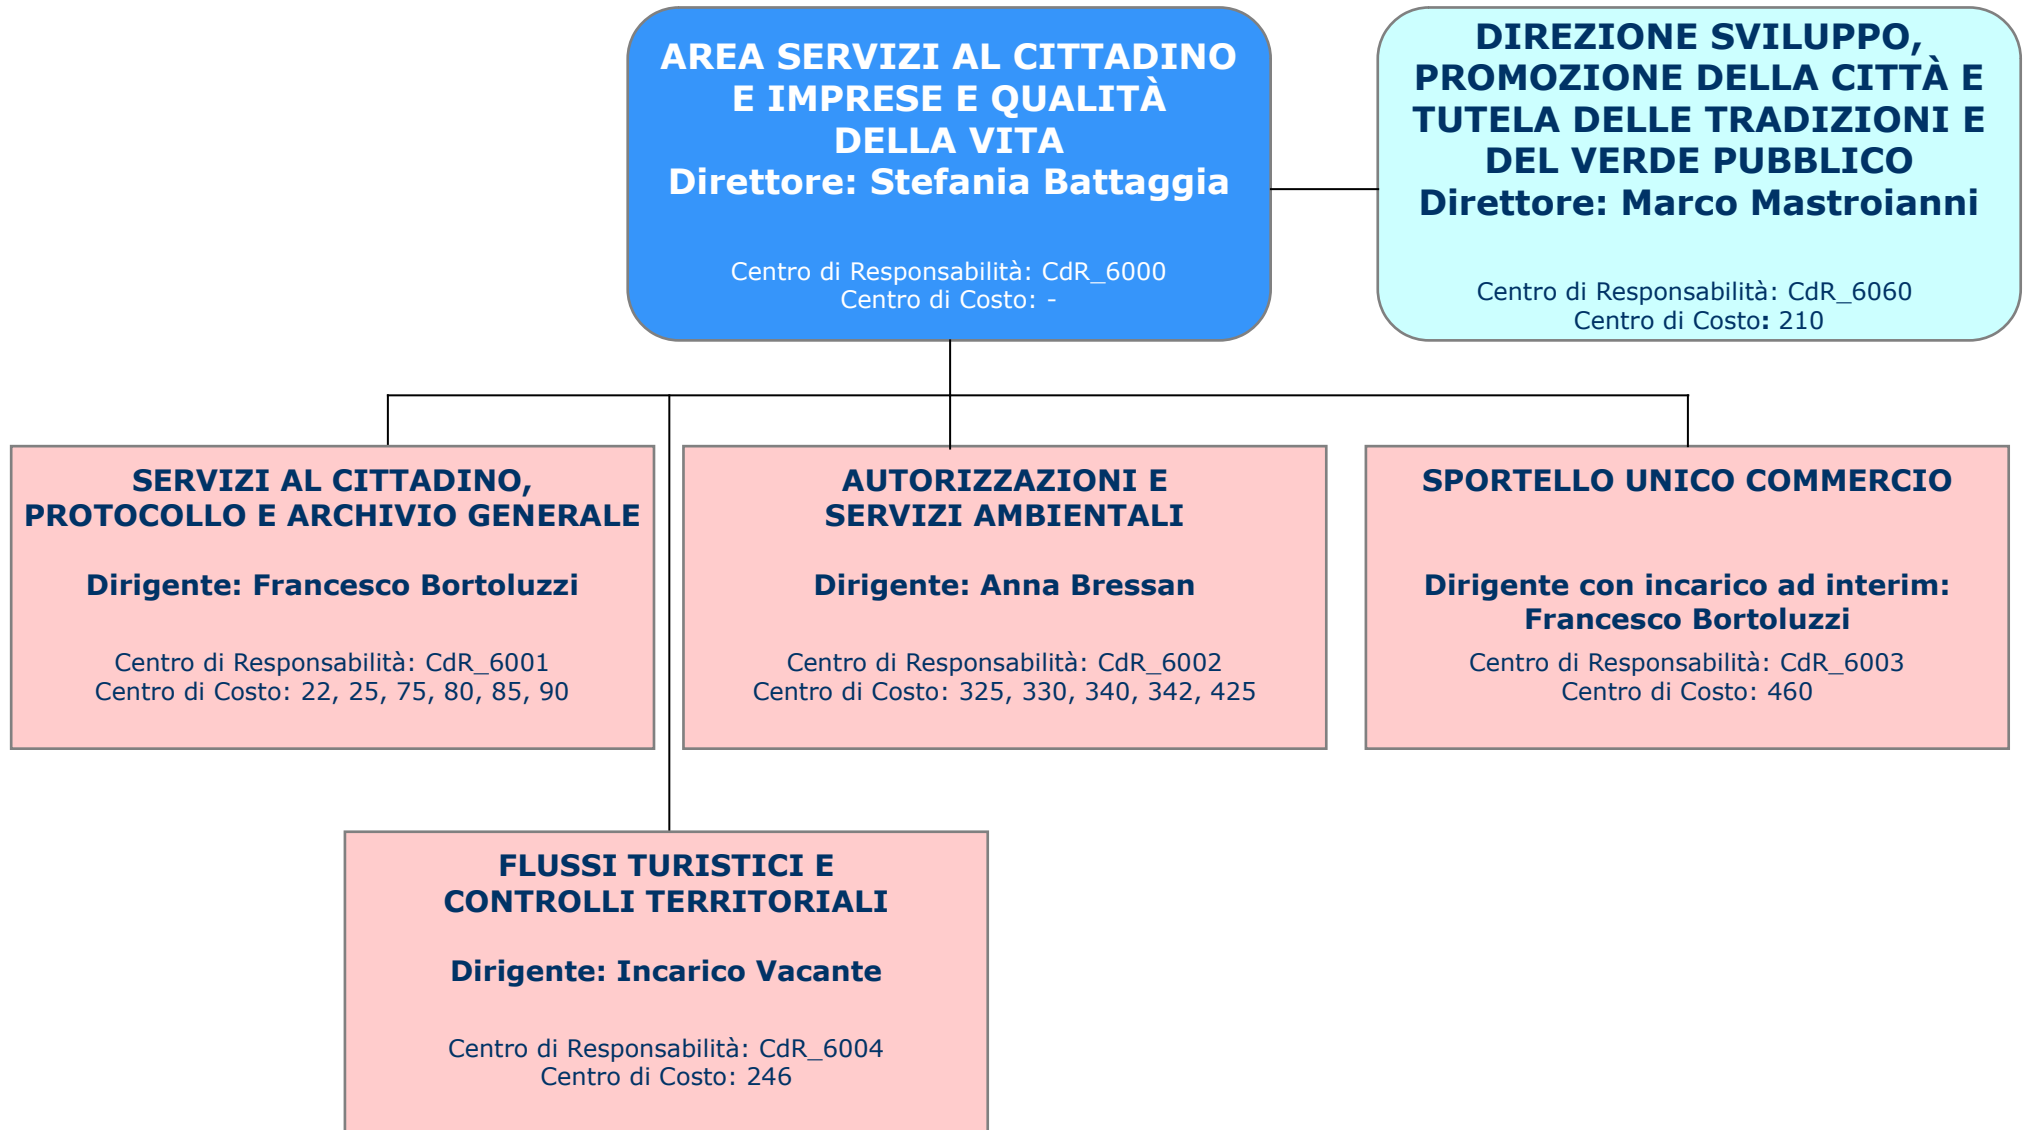 AREA SERVIZI AL CITTADINO
E IMPRESE E QUALITÀ
DELLA VITA
Direttore: Stefania Battaggia
Centro di Responsabilità: CdR_6000
Centro di Costo: -
DIREZIONE SVILUPPO,
PROMOZIONE DELLA CITTÀ E
TUTELA DELLE TRADIZIONI E
DEL VERDE PUBBLICO
Direttore: Marco Mastroianni
Centro di Responsabilità: CdR_6060
Centro di Costo: 210
SERVIZI AL CITTADINO,
PROTOCOLLO E ARCHIVIO GENERALE
Dirigente: Francesco Bortoluzzi
Centro di Responsabilità: CdR_6001
Centro di Costo: 22, 25, 75, 80, 85, 90
AUTORIZZAZIONI E
SERVIZI AMBIENTALI
Dirigente: Anna Bressan
Centro di Responsabilità: CdR_6002
Centro di Costo: 325, 330, 340, 342, 425
SPORTELLO UNICO COMMERCIO
Dirigente con incarico ad interim:
Francesco Bortoluzzi
Centro di Responsabilità: CdR_6003
Centro di Costo: 460
FLUSSI TURISTICI E
CONTROLLI TERRITORIALI
Dirigente: Incarico Vacante
Centro di Responsabilità: CdR_6004
Centro di Costo: 246